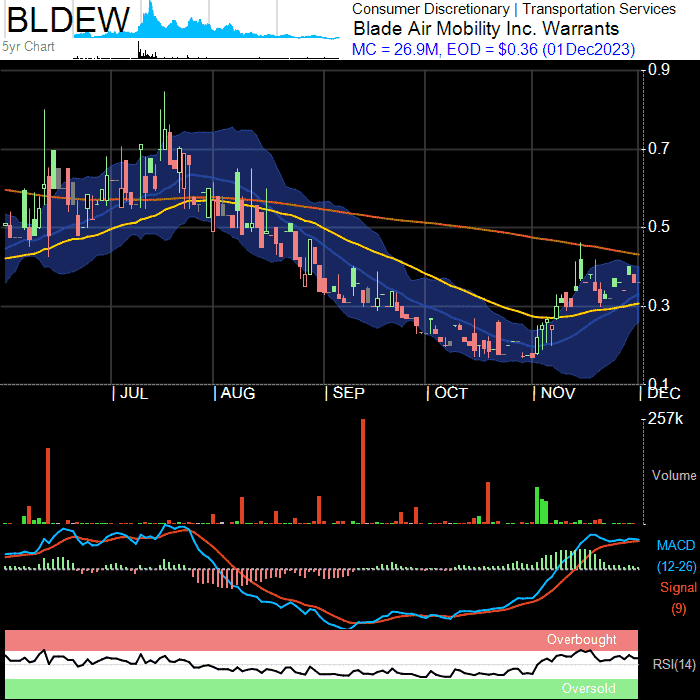 BLDEW
5yr Chart
Consumer Discretionary | Transportation Services
Blade Air Mobility Inc. Warrants
MC = 26.9M, EOD = $0.36 (01Dec2023)
0.9
0.7
0.5
0.3
0.1
JUL AUG SEP OCT NOV DEC
257k
Volume
MACD
(12-26)
Signal
(9)
Overbought
RSI(14)
Oversold